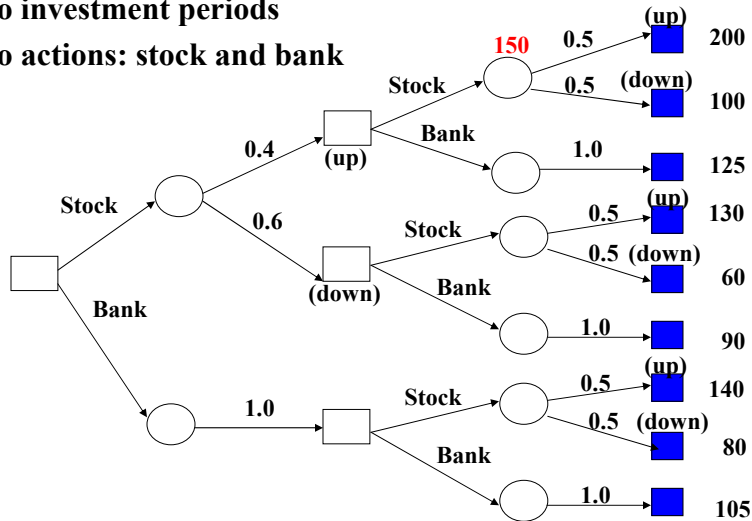 o investment periods
o actions: stock and bank
(up)
150
0.5
200
Stock
0.5
(down)
100
0.4
Bank
1.0
(up)
125
Stock
0.6
Stock
0.5
(up)
130
0.5
(down)
(down)
60
Bank
Bank
1.0
90
(up)
Stock
0.5
140
1.0
0.5
(down)
80
Bank
1.0
105